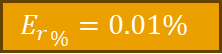 E_{r_%} = 0.01%